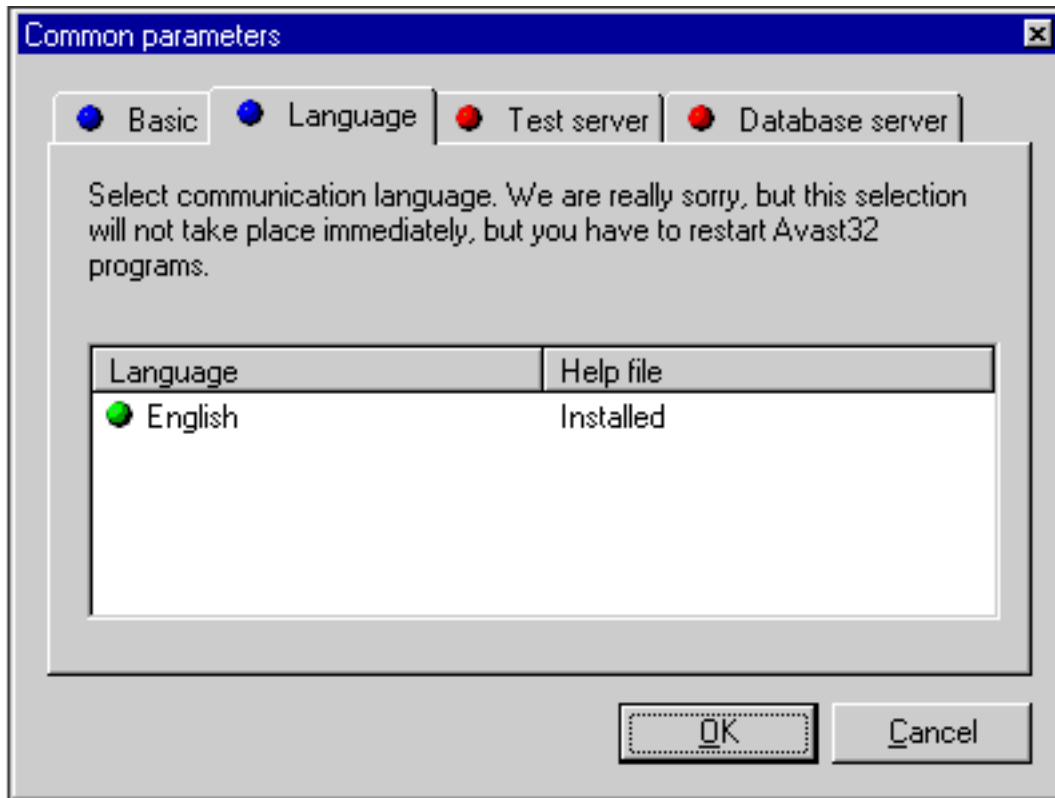 Common parameters
Basic
Language
Test server
Database server
Select communication language. We are really sorry, but this selection
will not take place immediately, but you have to restart Avast32
programs.
Language Help file
English Installed
OK Cancel